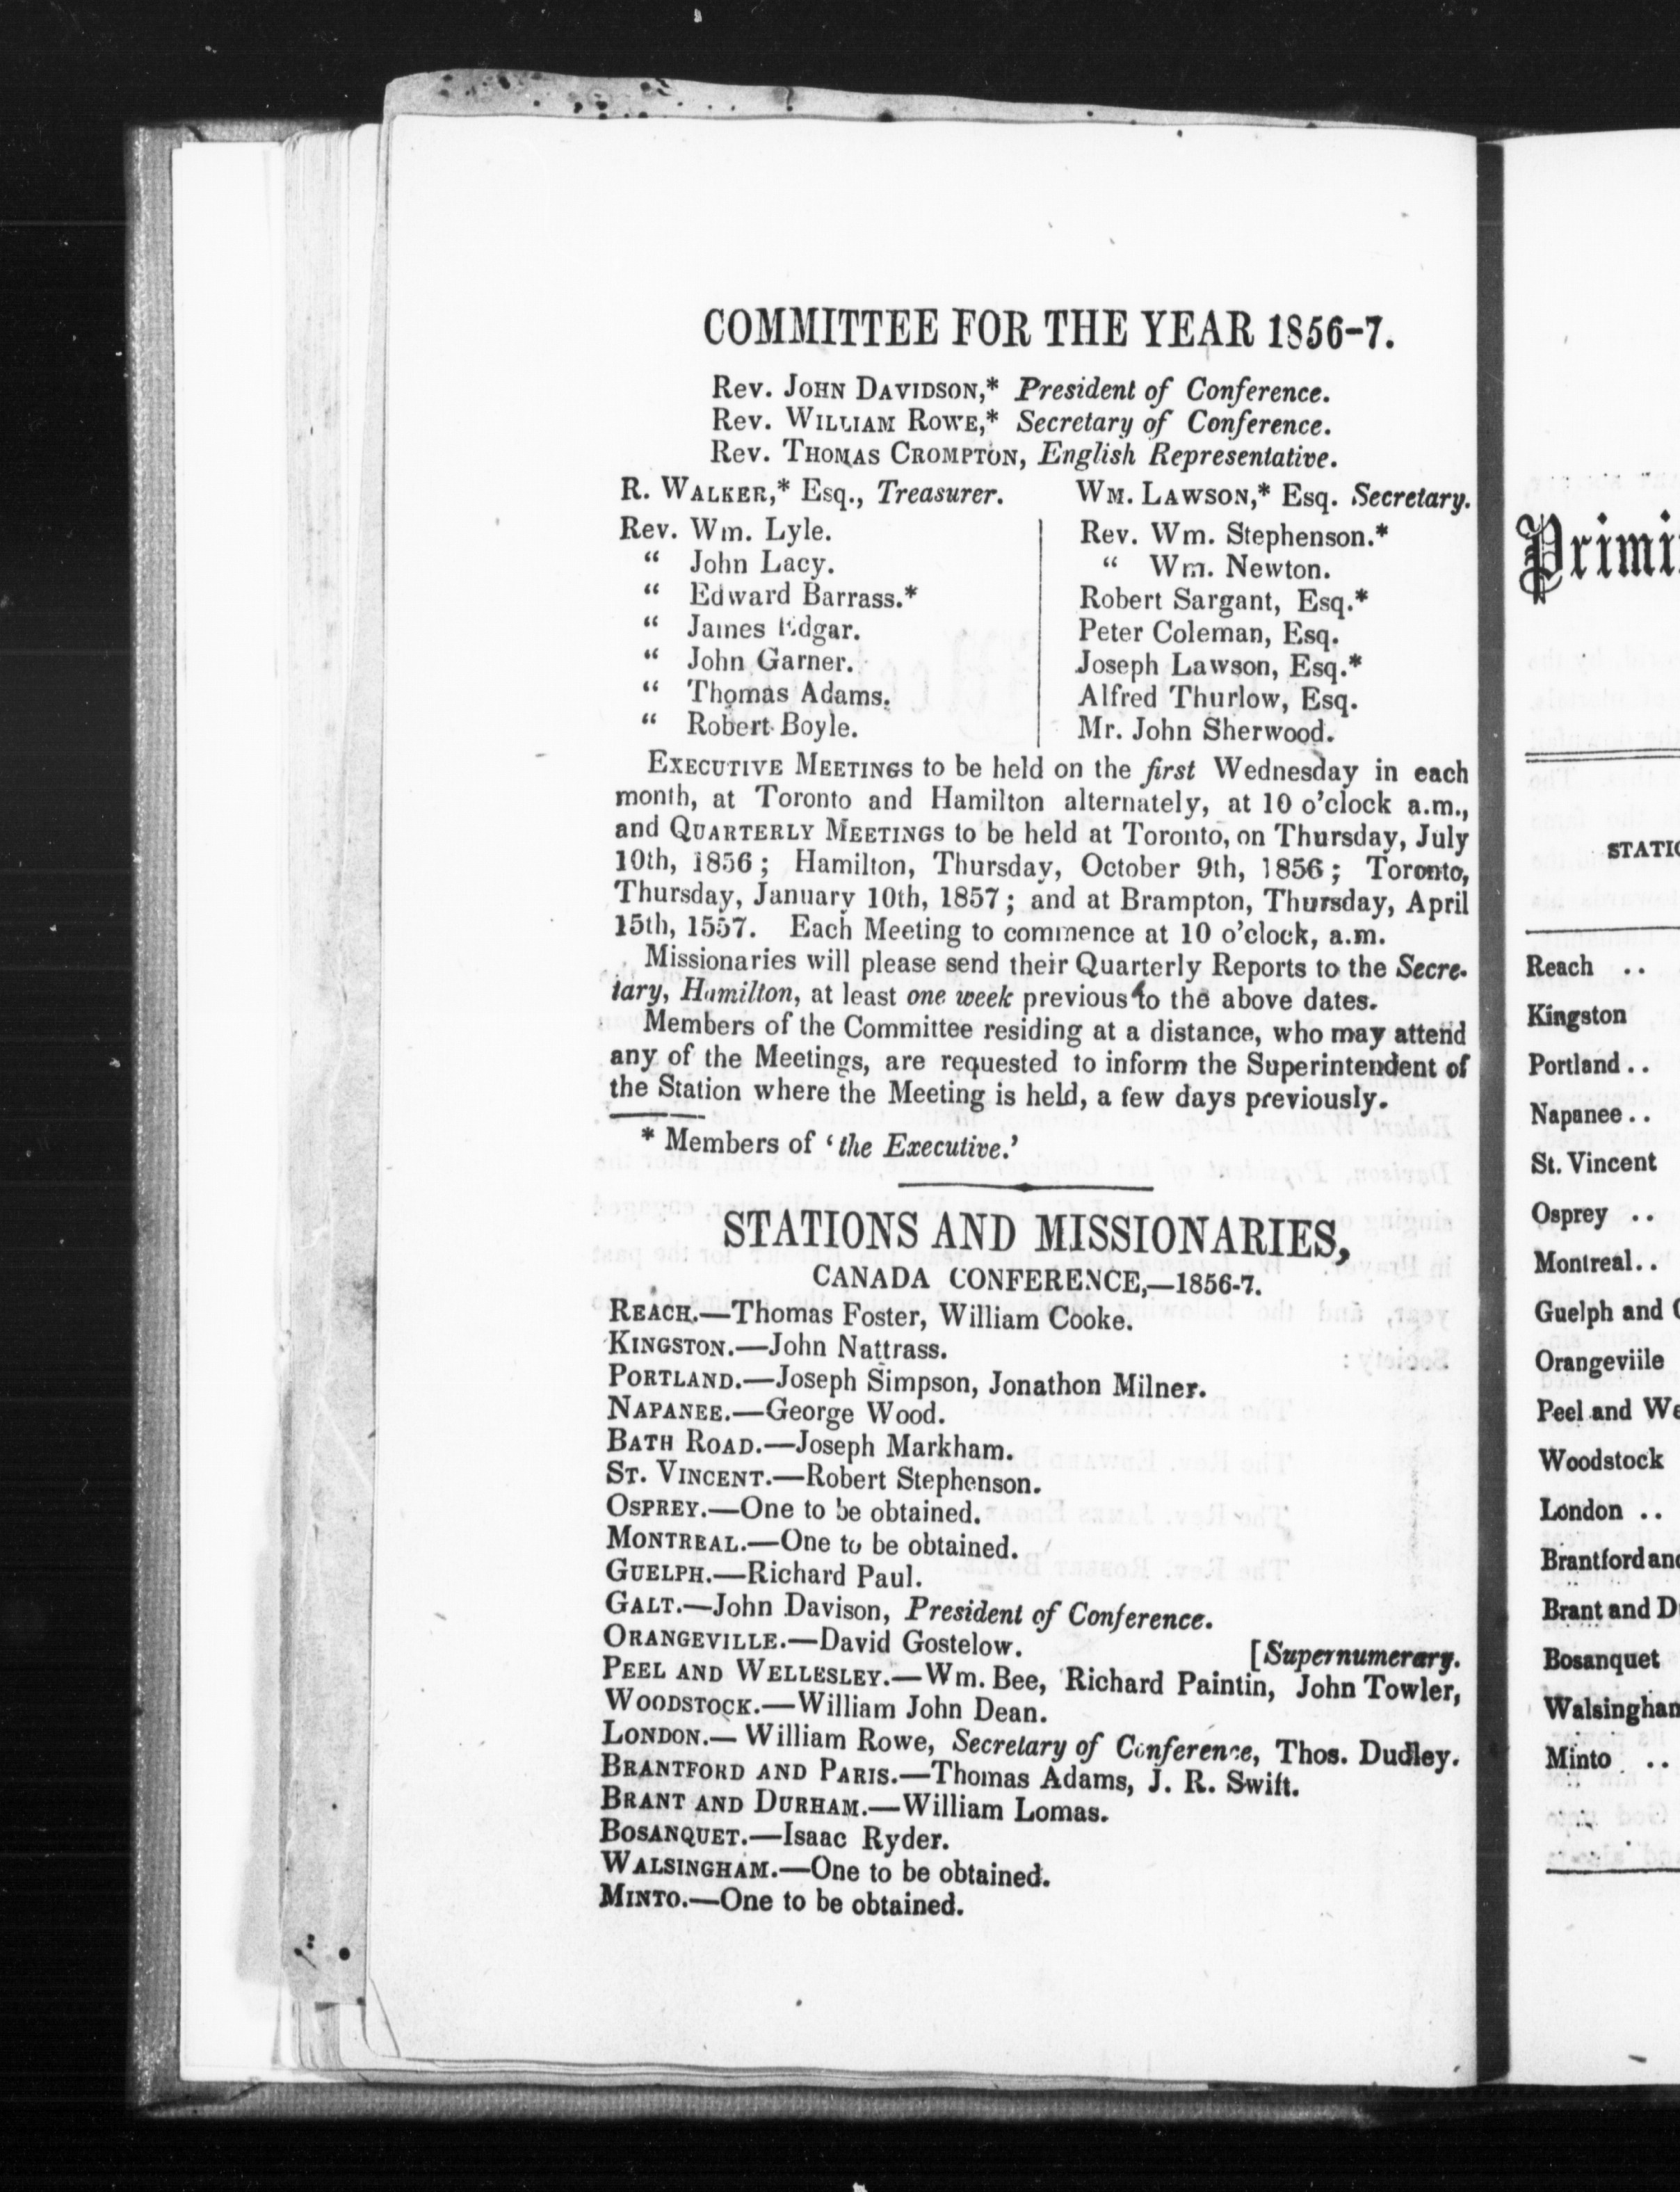 COMMITTEE FOR THE YEAR 1856-7.
Rev. JOHN DAVIDSON,* President of Conference.
Rev. WILLIAM ROWE,* Secretary of Conference.
Rev. THOMAS CROMPTON, English Representative.
R. WALKER,* Esq., Treasurer.
WM. LAWSON,* Esq. Secretary.
Rev. Wm. Lyle.
“ John Lacy.
“ Edward Barrass.*
“ James Edgar.
“ John Garner.
“ Thomas Adams.
“ Robert Boyle.
Rev. Wm. Stephenson.*
“ Wm. Newton.
Robert Sargant, Esq.*
Peter Coleman, Esq.
Joseph Lawson, Esq.*
Alfred Thurlow, Esq.
Mr. John Sherwood.
EXECUTIVE MEETINGS to be held on the first Wednesday in each
month, at Toronto and Hamilton alternately, at 10 o'clock a.m.,
and QUARTERLY MEETINGS to be held at Toronto, on Thursday, July
10th, 1856; Hamilton, Thursday, October 9th, 1856; Toronto,
Thursday, January 10th, 1857; and at Brampton, Thursday, April
15th, 1557. Each Meeting to commence at 10 o'clock, a.m.
Missionaries will please send their Quarterly Reports to the Secre-
tary, Hamilton, at least one week previous to the above dates.
Members of the Committee residing at a distance, who may attend
any of the Meetings, are requested to inform the Superintendent of
the Station where the Meeting is held, a few days previously.
* Members of ‘the Executive.’
STATIONS AND MISSIONARIES,
CANADA CONFERENCE,—1856-7.
REACH.—Thomas Foster, William Cooke.
KINGSTON.—John Nattrass.
PORTLAND.—Joseph Simpson, Jonathon Milner.
NAPANEE.—George Wood.
BATH ROAD.—Joseph Markham.
ST. VINCENT.—Robert Stephenson.
OSPREY.—One to be obtained.
MONTREAL.—One to be obtained.
GUELPH.—Richard Paul.
GALT.—John Davison, President of Conference.
ORANGEVILLE.—David Gostelow. [Supernumerary.
PEEL AND WELLESLEY.—Wm. Bee, Richard Paintin, John Towler,
WOODSTOCK.—William John Dean.
LONDON.—William Rowe, Secretary of Conference, Thos. Dudley.
BRANTFORD AND PARIS.—Thomas Adams, J. R. Swift.
BRANT AND DURHAM.—William Lomas.
BOSANQUET.—Isaac Ryder.
WALSINGHAM.—One to be obtained.
MINTO.—One to be obtained.
Primi
STATIO
Reach ..
Kingston
Portland..
Napanee..
St. Vincent
Osprey ..
Montreal..
Guelph and
Orangeviile
Peel and We
Woodstock
London ..
Brantford and
Brant and D
Bosanquet
Walsingham
Minto ..